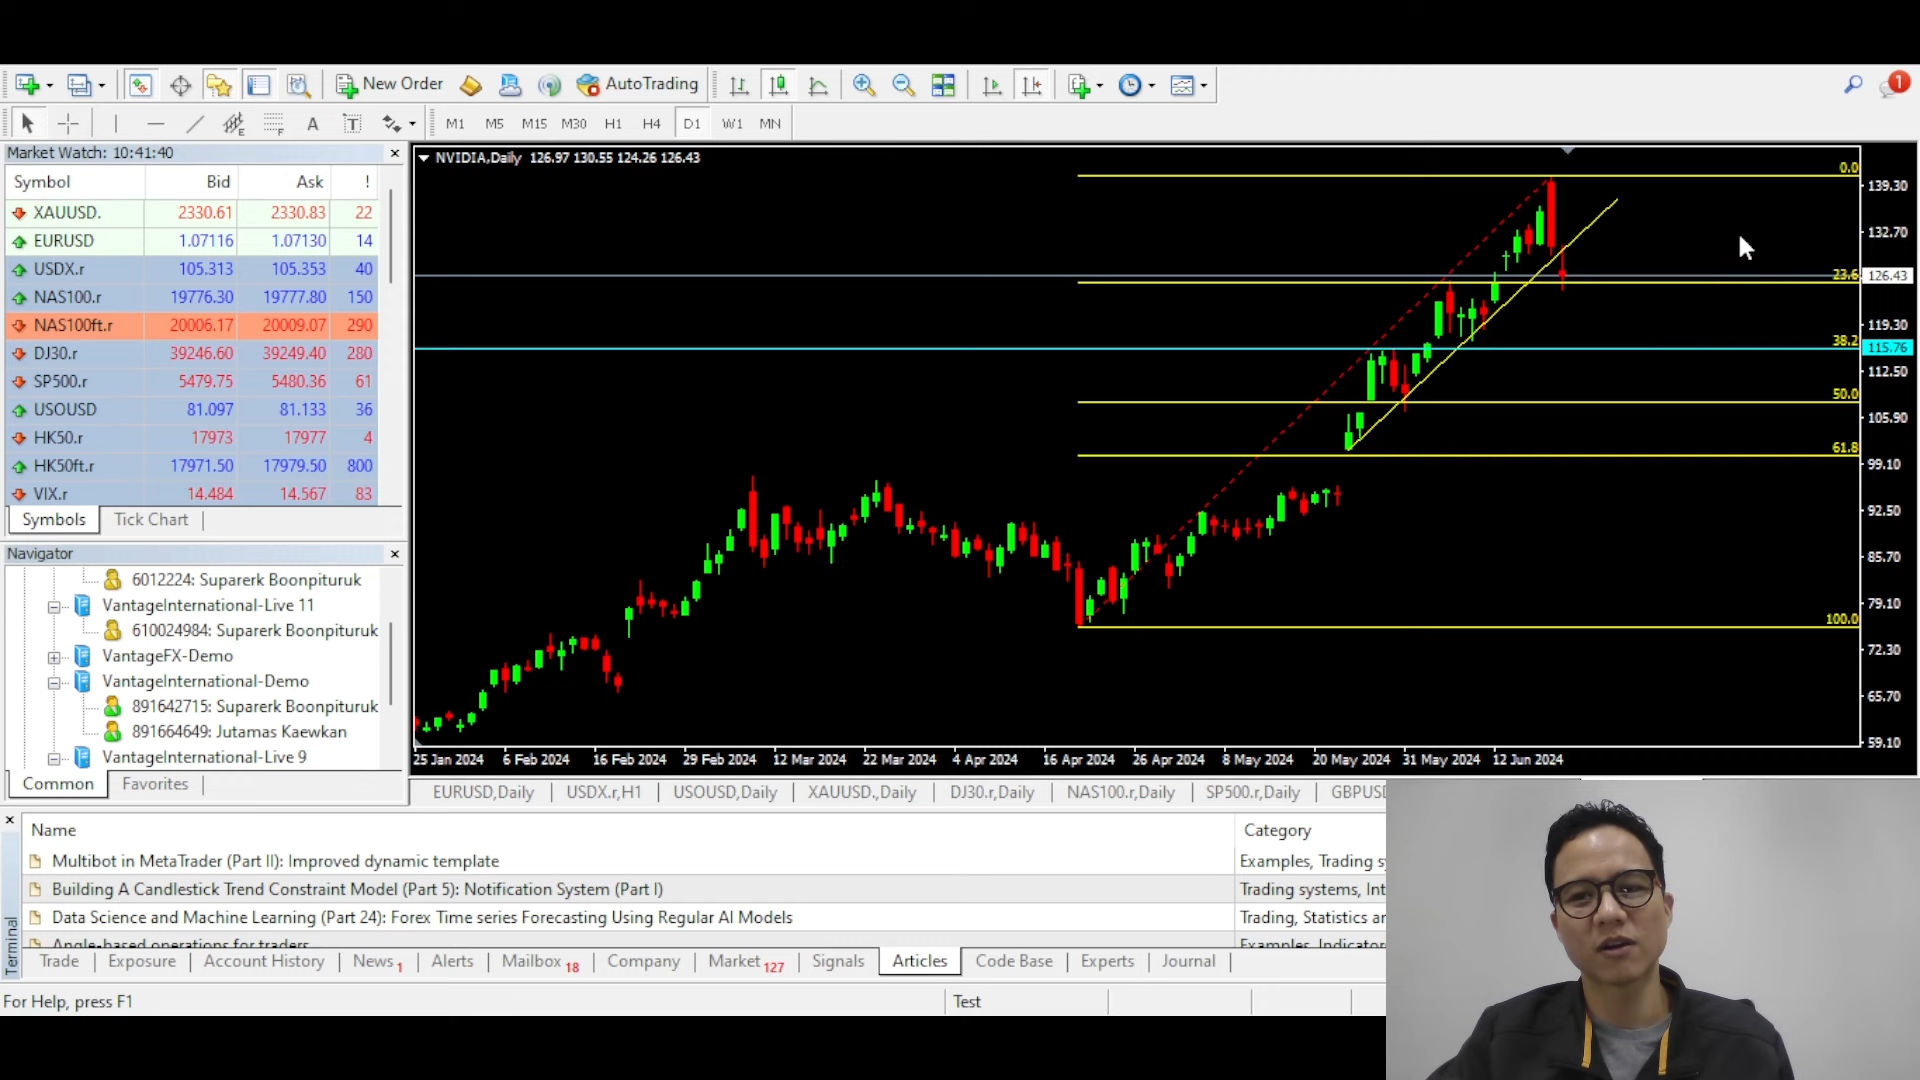 New Order
AutoTrading
1
E
F
A
T
M1 M5 M15 M30 H1 H4 D1 W1 MN
Market Watch: 10:41:40
Symbol Bid Ask !
XAUUSD. 2330.61 2330.83 22
EURUSD 1.07116 1.07130 14
USDX.r 105.313 105.353 40
NAS100.r 19776.30 19777.80 150
NAS100ft.r 20006.17 20009.07 290
DJ30.r 39246.60 39249.40 280
SP500.r 5479.75 5480.36 61
USOUSD 81.097 81.133 36
HK50.r 17973 17977 4
HK50ft.r 17971.50 17979.50 800
VIX.r 14.484 14.567 83
Symbols Tick Chart
Navigator
6012224: Suparerk Boonpituruk
VantageInternational-Live 11
610024984: Suparerk Boonpituruk
VantageFX-Demo
VantageInternational-Demo
891642715: Suparerk Boonpituruk
891664649: Jutamas Kaewkan
VantageInternational-Live 9
Common Favorites
NVIDIA,Daily 126.97 130.55 124.26 126.43
0.0
23.6
38.2
50.0
61.8
100.0
139.30
132.70
126.43
119.30
115.76
112.50
105.90
99.10
92.50
85.70
79.10
72.30
65.70
59.10
25 Jan 2024 6 Feb 2024 16 Feb 2024 29 Feb 2024 12 Mar 2024 22 Mar 2024 4 Apr 2024 16 Apr 2024 26 Apr 2024 8 May 2024 20 May 2024 31 May 2024 12 Jun 2024
EURUSD,Daily USDX.r,H1 USOUSD,Daily XAUUSD.,Daily DJ30.r,Daily NAS100.r,Daily SP500.r,Daily GBPUSD
Name Category
Multibot in MetaTrader (Part II): Improved dynamic template Examples, Trading sy
Building A Candlestick Trend Constraint Model (Part 5): Notification System (Part I) Trading systems, Int
Data Science and Machine Learning (Part 24): Forex Time series Forecasting Using Regular AI Models Trading, Statistics ar
Angle-based operations for traders Examples, Indicator
Terminal
Trade Exposure Account History News 1 Alerts Mailbox 18 Company Market 127 Signals Articles Code Base Experts Journal
For Help, press F1 Test